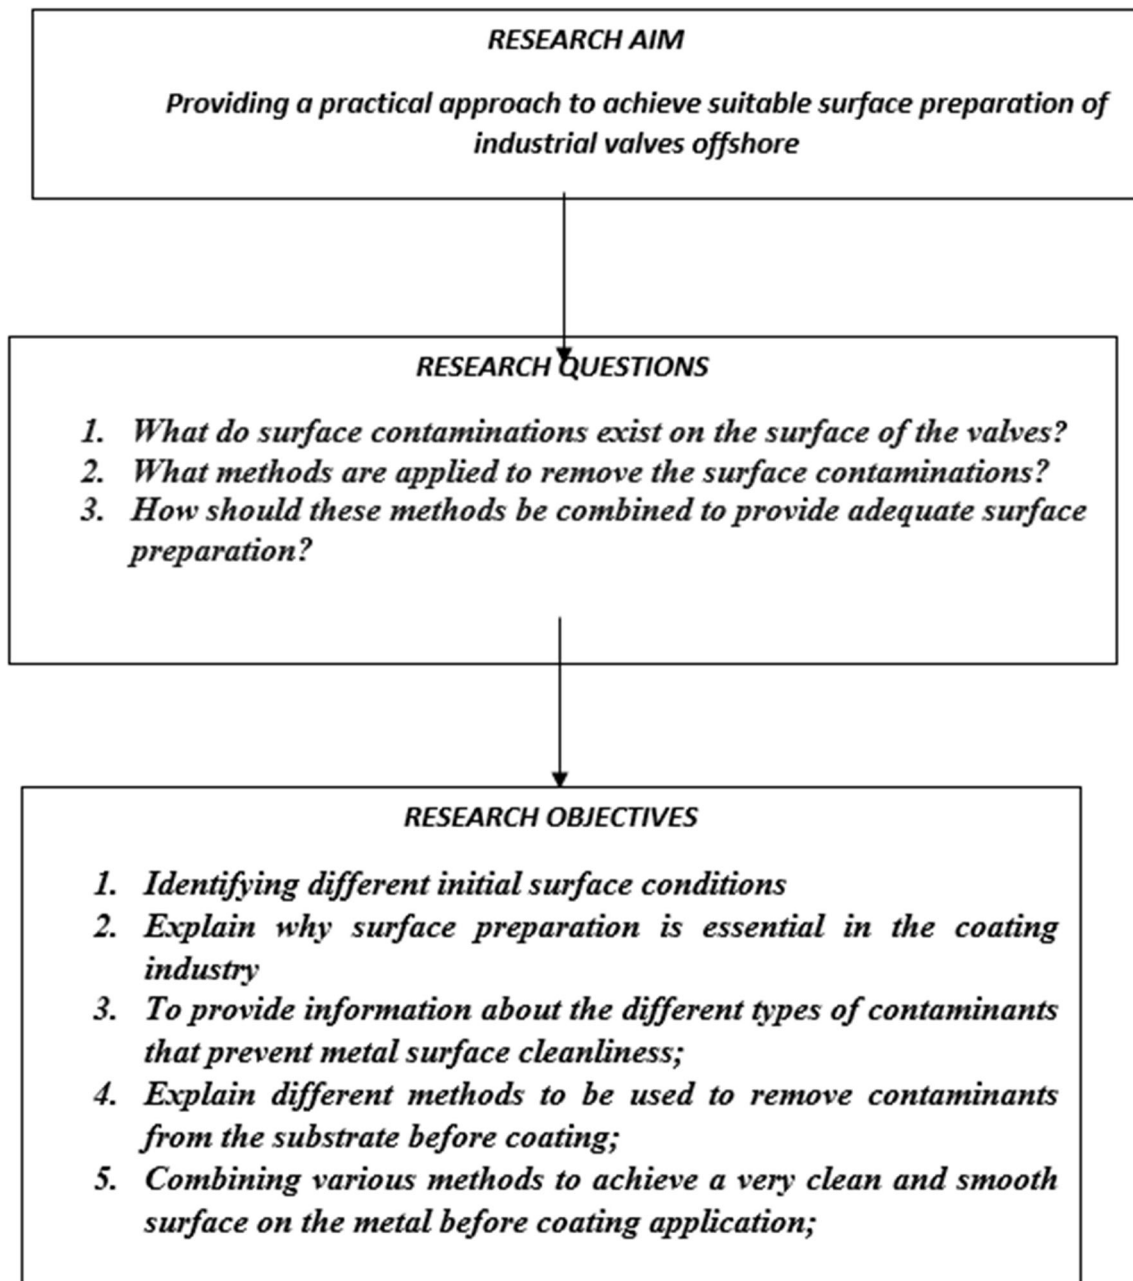 RESEARCH AIM
Providing a practical approach to achieve suitable surface preparation of
industrial valves offshore
RESEARCH QUESTIONS
1. What do surface contaminations exist on the surface of the valves?
2. What methods are applied to remove the surface contaminations?
3. How should these methods be combined to provide adequate surface
preparation?
RESEARCH OBJECTIVES
1. Identifying different initial surface conditions
2. Explain why surface preparation is essential in the coating
industry
3. To provide information about the different types of contaminants
that prevent metal surface cleanliness;
4. Explain different methods to be used to remove contaminants
from the substrate before coating;
5. Combining various methods to achieve a very clean and smooth
surface on the metal before coating application;